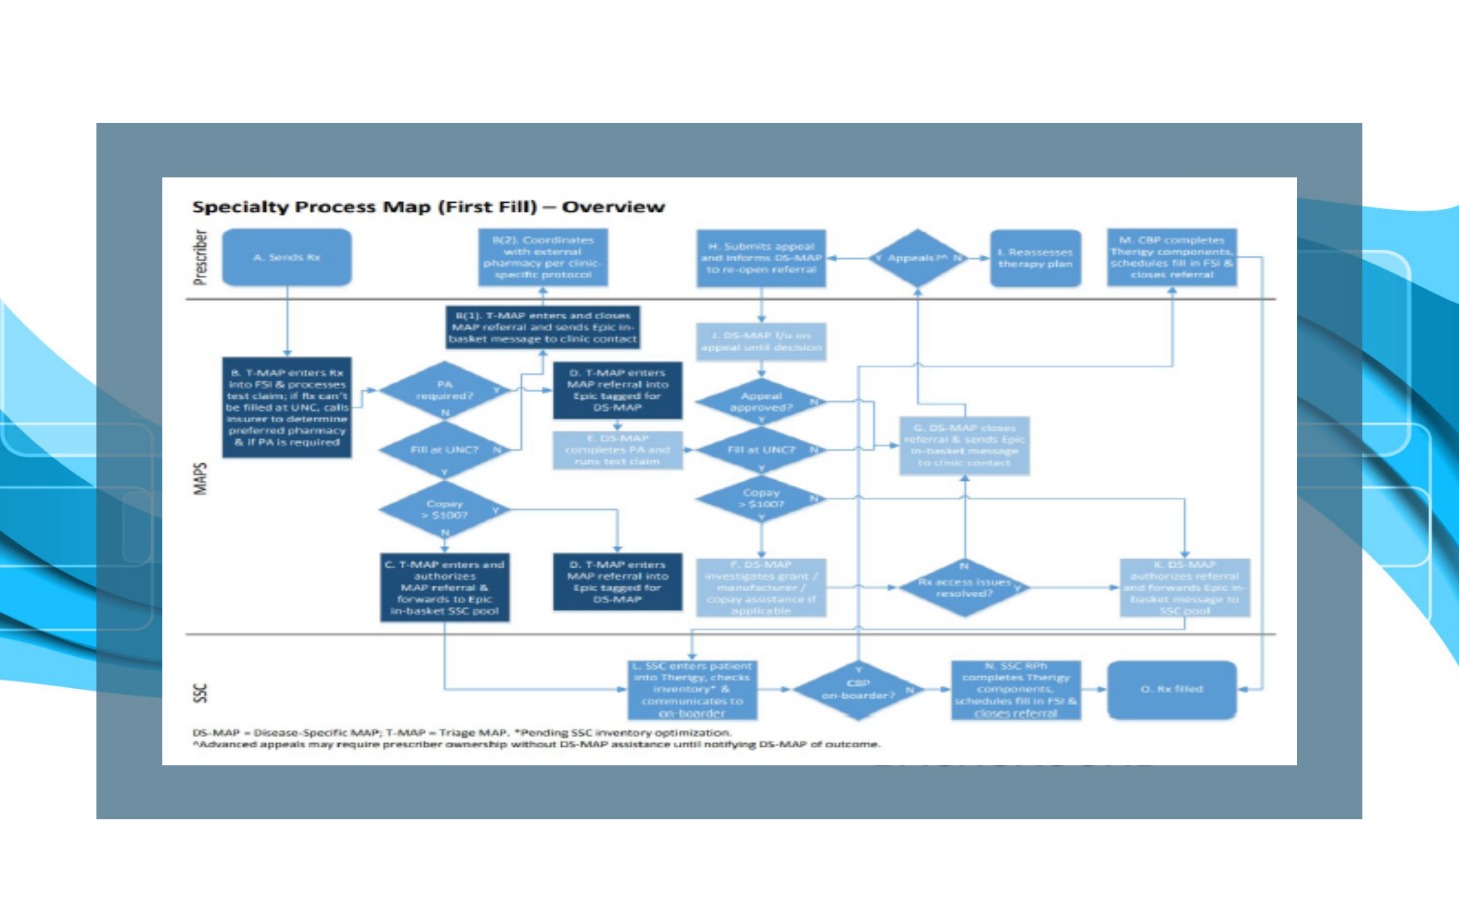 Specialty Process Map (First Fill) – Overview
Prescriber
A. Sends Rx
B(2). Coordinates
with external
pharmacy per clinic-
specific protocol
H. Submits appeal
and informs DS-MAP
to re-open referral
Y Appeals?^ N
I. Reassesses
therapy plan
M. CBP completes
Therigy components,
schedules fill in FSI &
closes referral
MAPS
B(1). T-MAP enters and closes
MAP referral and sends Epic in-
basket message to clinic contact
J. DS-MAP f/u on
appeal until decision
B. T-MAP enters Rx
into FSI & processes
test claim; if Rx can't
be filled at UNC, calls
insurer to determine
preferred pharmacy
& if PA is required
PA
required?
Y
N
D. T-MAP enters
MAP referral into
Epic tagged for
DS-MAP
Appeal
approved?
N
Y
Fill at UNC? N
Y
E. DS-MAP
completes PA and
runs test claim
Fill at UNC? N
Y
G. DS-MAP closes
referral & sends Epic
in-basket message
to clinic contact
Copay
> $100?
Y
N
Copay
> $100?
N
Y
C. T-MAP enters and
authorizes
MAP referral &
forwards to Epic
in-basket SSC pool
D. T-MAP enters
MAP referral into
Epic tagged for
DS-MAP
F. DS-MAP
investigates grant /
manufacturer /
copay assistance if
applicable
N
Rx access issues
resolved?
Y
K. DS-MAP
authorizes referral
and forwards Epic in-
basket message to
SSC pool
SSC
L. SSC enters patient
into Therigy, checks
inventory* &
communicates to
on-boarder
Y
CBP
on-boarder? N
N. SSC RPh
completes Therigy
components,
schedules fill in FSI &
closes referral
O. Rx filled
DS-MAP = Disease-Specific MAP; T-MAP = Triage MAP. *Pending SSC inventory optimization.
^Advanced appeals may require prescriber ownership without DS-MAP assistance until notifying DS-MAP of outcome.